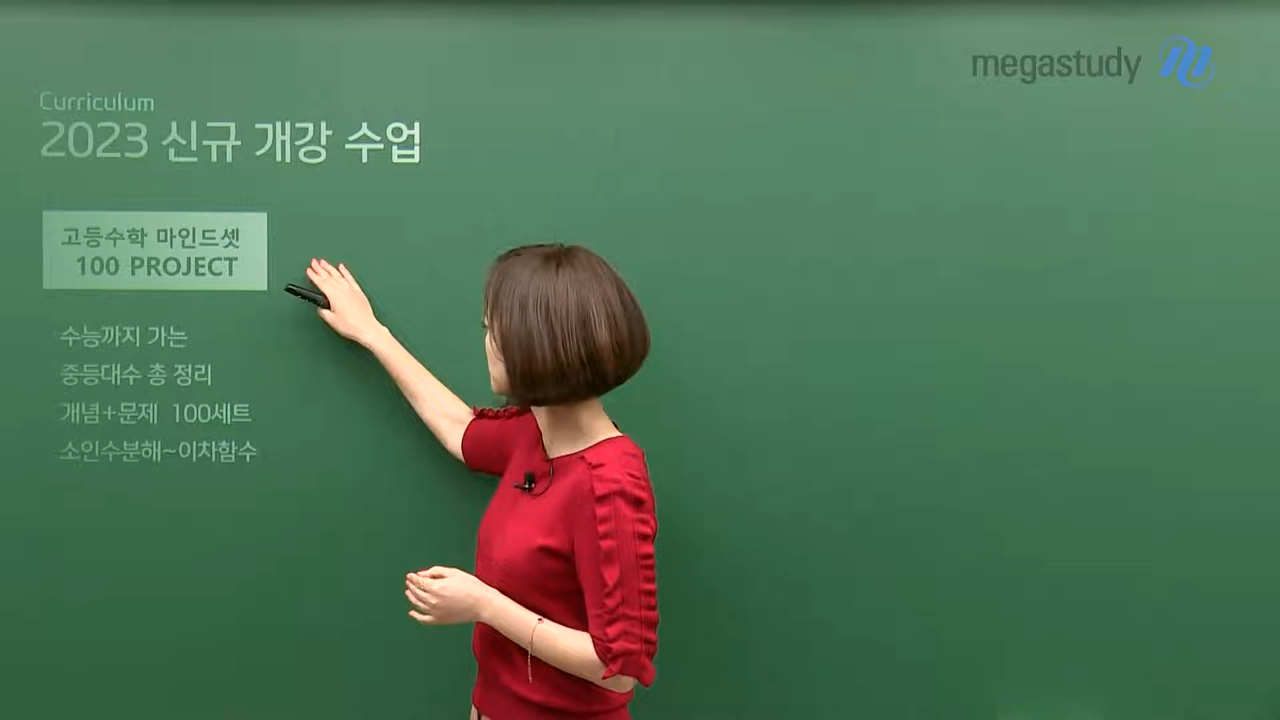 megastudy
Curriculum
2023 신규 개강 수업
고등수학 마인드셋
100 PROJECT
수능까지 가는
중등대수 총 정리
개념+문제 100세트
소인수분해~이차함수